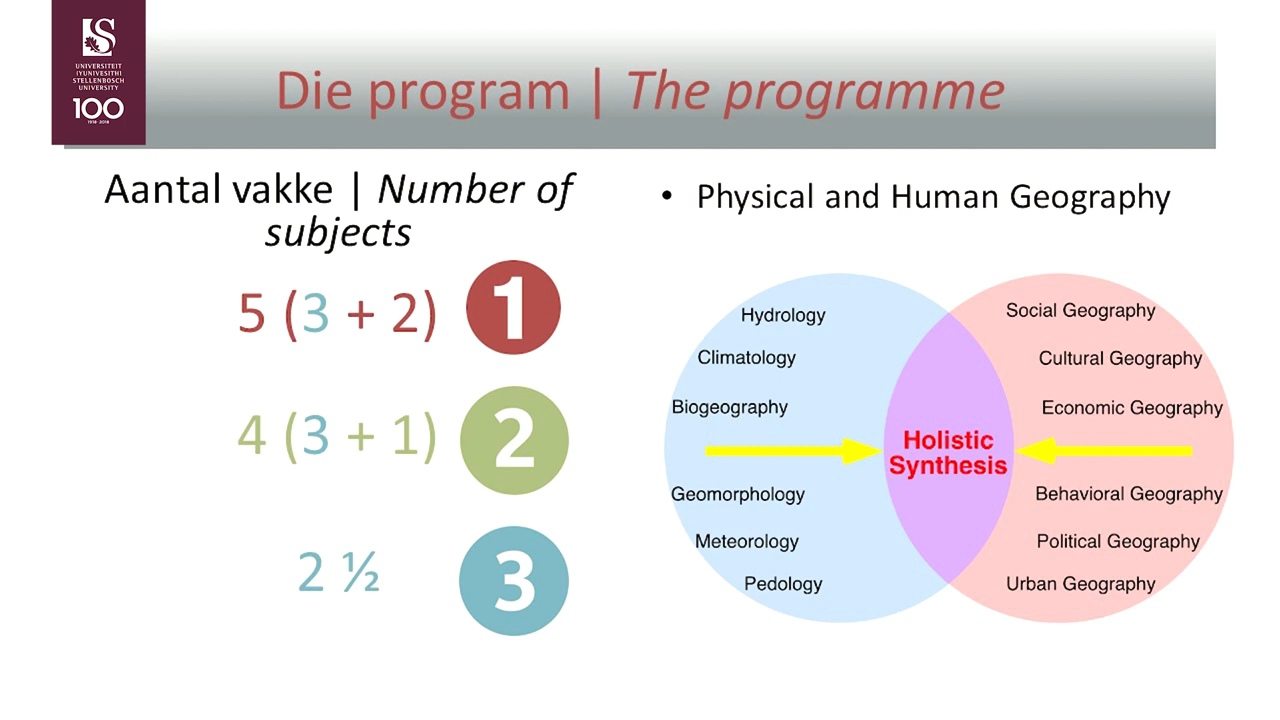 UNIVERSITEIT
IYUNIVESITHI
STELLENBOSCH
UNIVERSITY
100
1918 · 2018
Die program | The programme
Aantal vakke | Number of
subjects
5 (3 + 2) 1
4 (3 + 1) 2
2 ½ 3
• Physical and Human Geography
Hydrology
Climatology
Biogeography
Geomorphology
Meteorology
Pedology
Holistic
Synthesis
Social Geography
Cultural Geography
Economic Geography
Behavioral Geography
Political Geography
Urban Geography